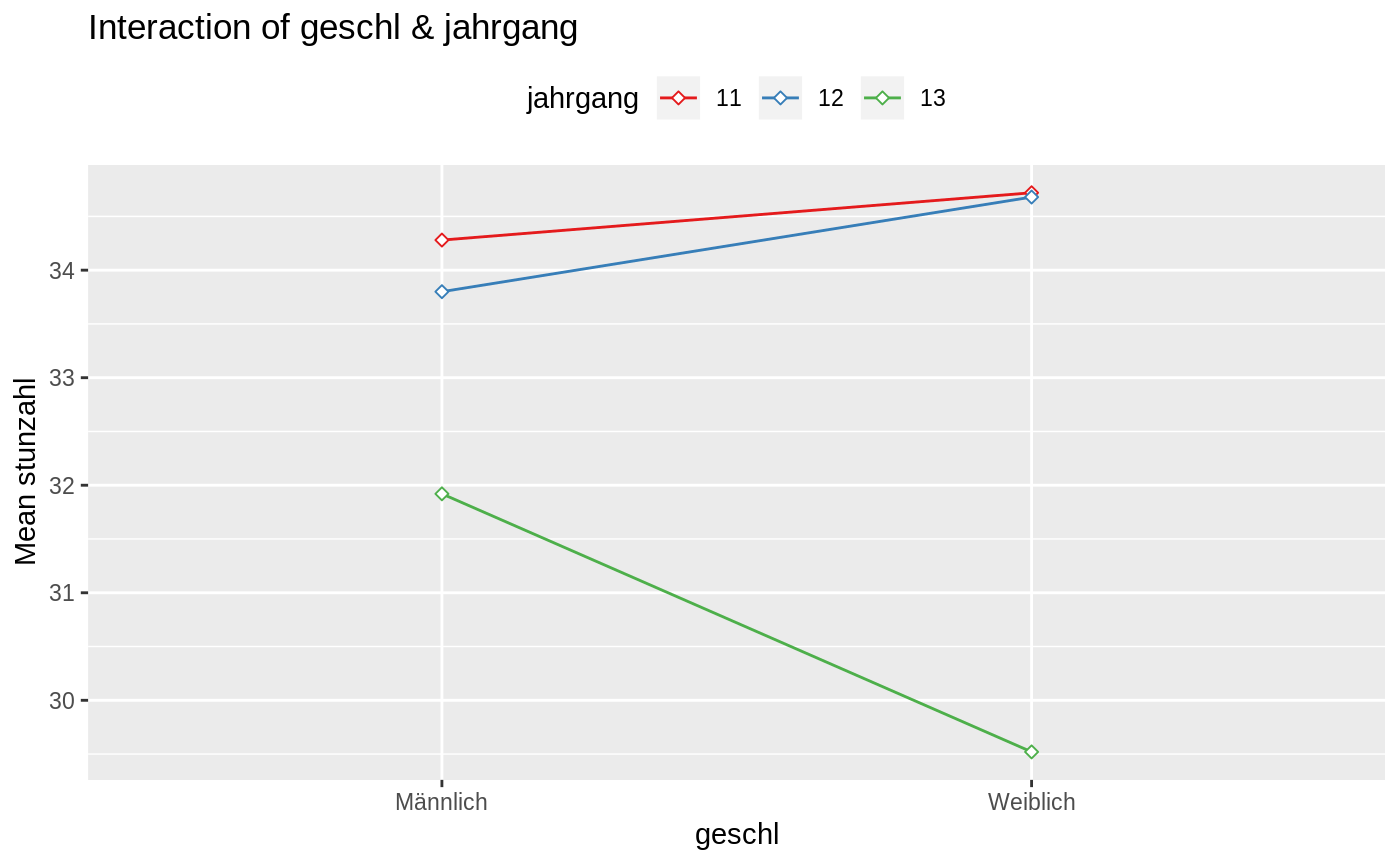 Interaction of geschl & jahrgang
jahrgang 11 12 13
Mean stunzahl
34
33
32
31
30
Männlich Weiblich
geschl